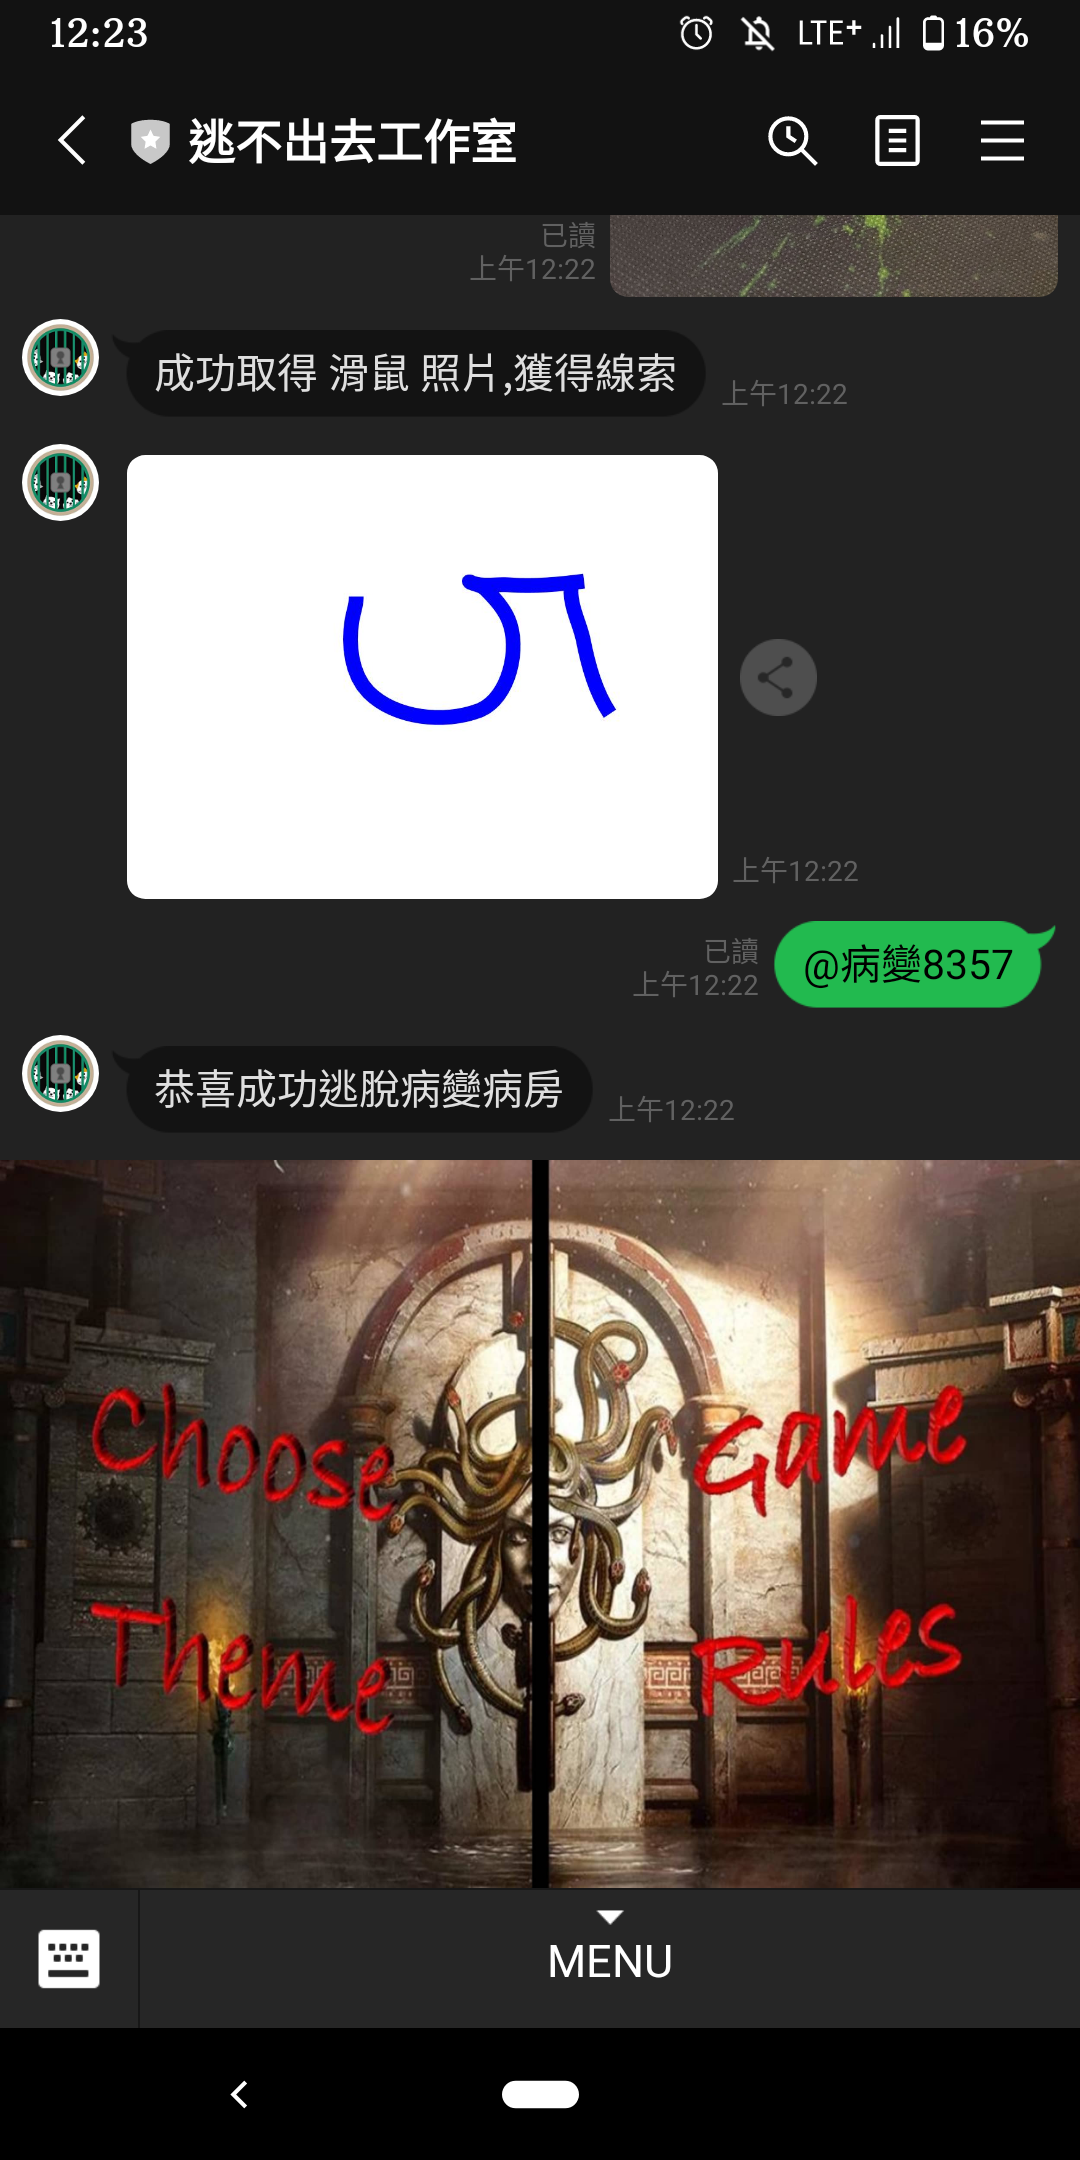 12:23 LTE+ 16%
逃不出去工作室
已讀
上午12:22
成功取得 滑鼠 照片,獲得線索
上午12:22
5
上午12:22
已讀
上午12:22
@病變8357
恭喜成功逃脫病變病房
上午12:22
Choose
Theme
Game
Rules
MENU